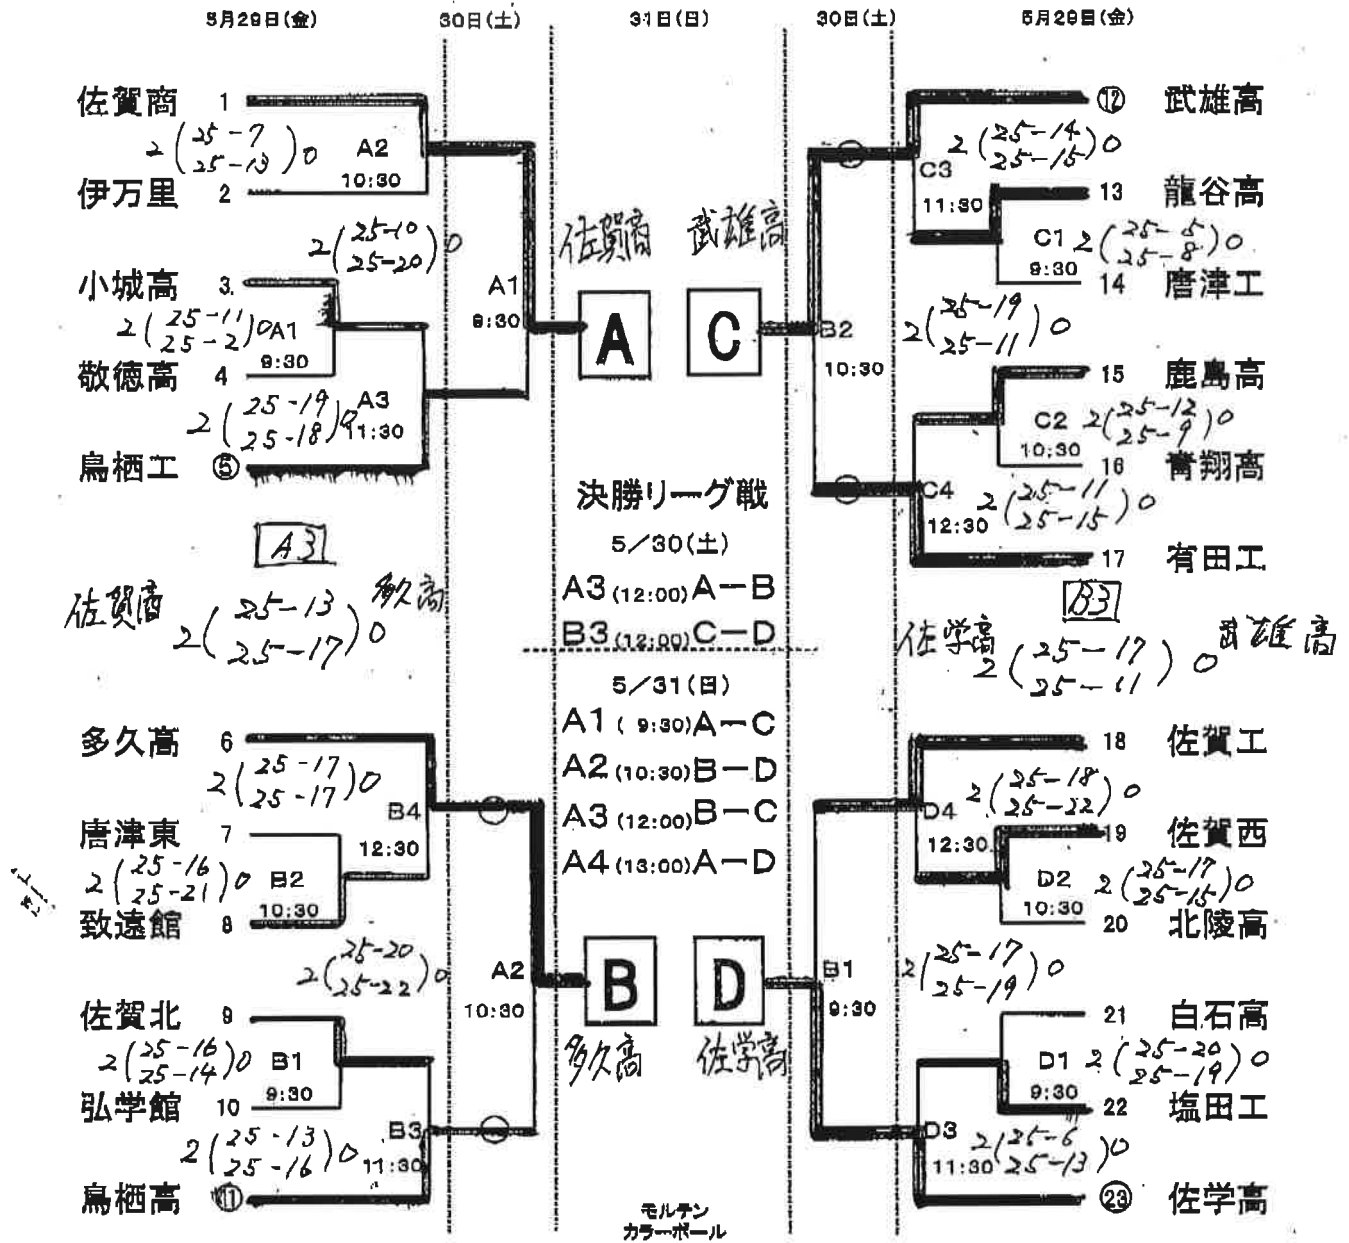 5月29日(金) 30日(土) 31日(日) 30日(土) 5月29日(金)
佐賀商 1
2(25-7 25-13)0
A2
10:30
伊万里 2
2(25-10 25-20)0
小城高 3
2(25-11 25-2)0
A1
9:30
敬徳高 4
2(25-19 25-18)0
A3
11:30
鳥栖工 ⑤
A1
9:30
佐賀商
A
A3
佐賀商 2(25-13 25-17)0 多久高
多久高 6
2(25-17 25-17)0
B4
12:30
唐津東 7
2(25-16 25-21)0
B2
10:30
致遠館 8
2(25-20 25-22)0
佐賀北 9
2(25-16 25-14)0
B1
9:30
弘学館 10
2(25-13 25-16)0
B3
11:30
鳥栖高 ⑪
A2
10:30
B
多久高
決勝リーグ戦
5/30(土)
A3(12:00)A-B
B3(12:00)C-D
5/31(日)
A1( 9:30)A-C
A2(10:30)B-D
A3(12:00)B-C
A4(13:00)A-D
モルテン
カラーボール
武雄高
C
B2
10:30
⑫ 武雄高
2(25-14 25-15)0
C3
11:30
13 龍谷高
C1
9:30
2(25-5 25-8)0
14 唐津工
2(25-19 25-11)0
15 鹿島高
C2
10:30
2(25-12 25-9)0
16 青翔高
C4
12:30
2(25-11 25-15)0
17 有田工
B3
佐学高 2(25-17 25-11)0 武雄高
18 佐賀工
2(25-18 25-22)0
D4
12:30
19 佐賀西
D2
10:30
2(25-17 25-15)0
20 北陵高
D
佐学高
B1
9:30
2(25-17 25-19)0
21 白石高
D1
9:30
2(25-20 25-19)0
22 塩田工
D3
11:30
2(25-6 25-13)0
㉓ 佐学高